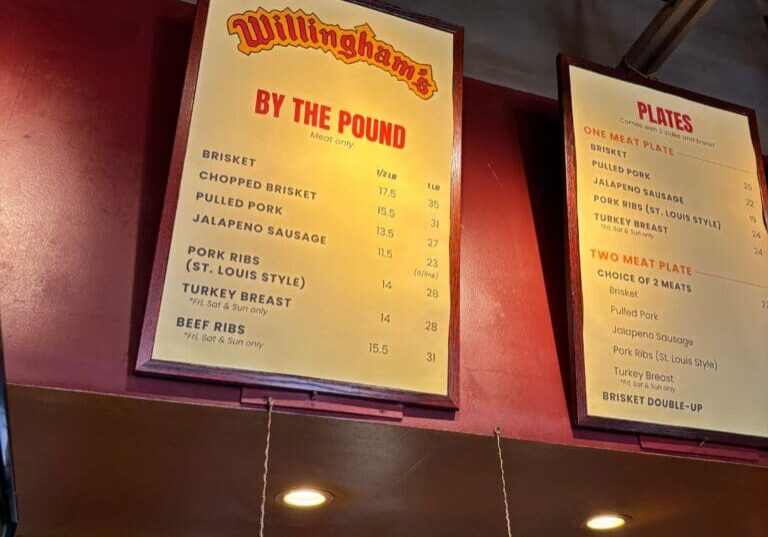 Willingham's
BY THE POUND
Meat only
1/2 LB 1 LB
BRISKET 17.5 35
CHOPPED BRISKET 15.5 31
PULLED PORK 13.5 27
JALAPENO SAUSAGE 11.5 23
(6/link)
PORK RIBS
(ST. LOUIS STYLE) 14 28
TURKEY BREAST 14 28
*Fri, Sat & Sun only
BEEF RIBS 15.5 31
*Fri, Sat & Sun only
PLATES
Comes with 2 sides and bread
ONE MEAT PLATE
BRISKET 25
PULLED PORK 22
JALAPENO SAUSAGE 19
PORK RIBS (ST. LOUIS STYLE) 24
TURKEY BREAST 24
*Fri, Sat & Sun only
TWO MEAT PLATE
CHOICE OF 2 MEATS
Brisket
Pulled Pork
Jalapeno Sausage
Pork Ribs (St. Louis Style)
Turkey Breast
*Fri, Sat & Sun only
BRISKET DOUBLE-UP